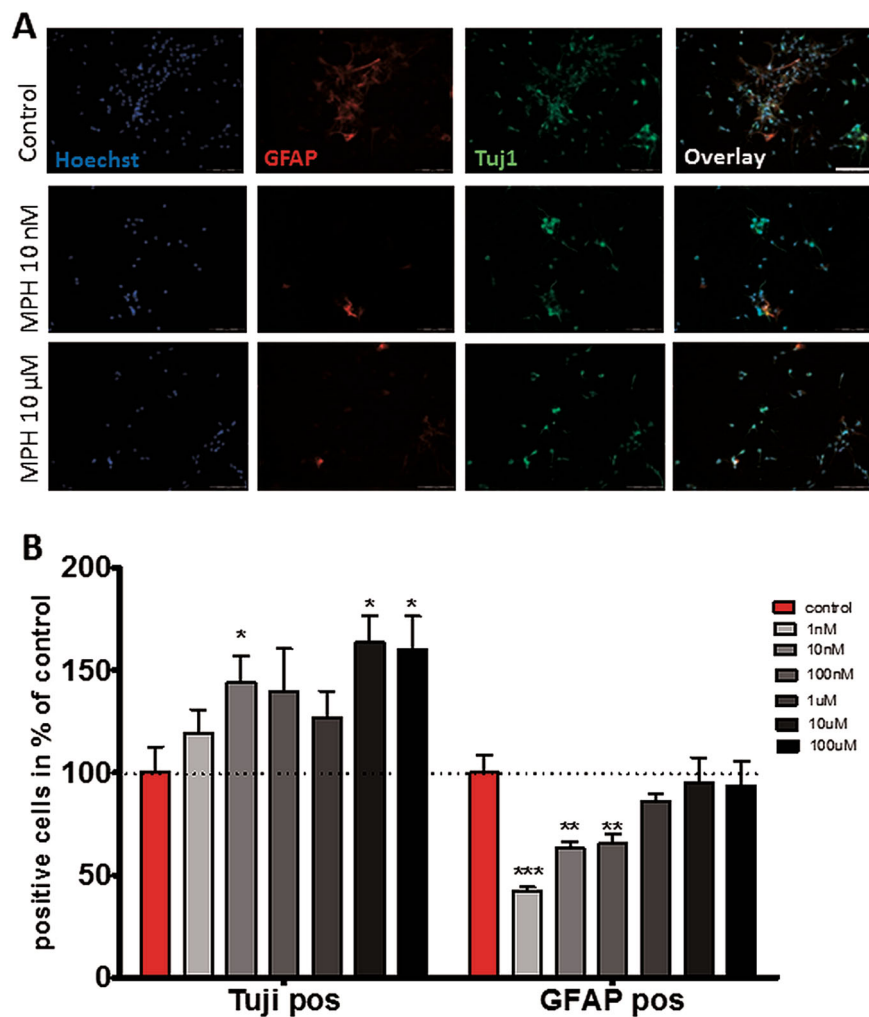 A
Control
Hoechst
GFAP
Tuj1
Overlay
MPH 10 nM
MPH 10 µM
B
positive cells in % of control
200
150
100
50
0
*
*
*
***
**
**
Tuji pos
GFAP pos
control
1nM
10nM
100nM
1uM
10uM
100uM